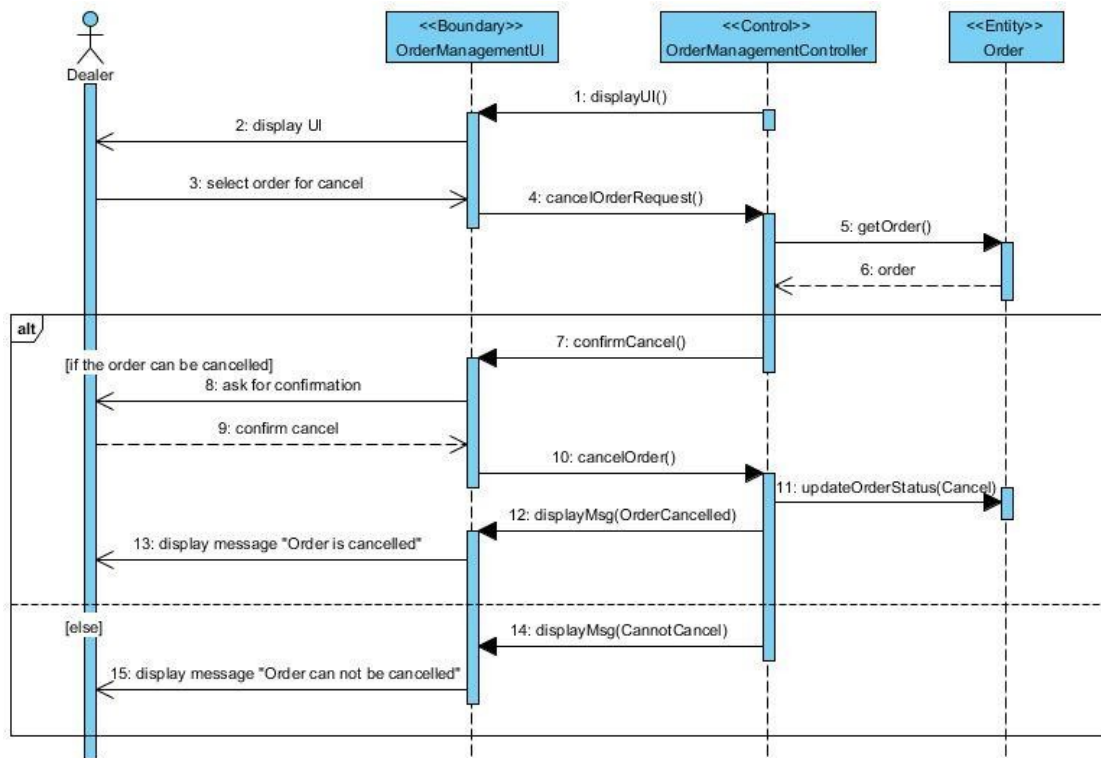 <<Boundary>>
OrderManagementUI
<<Control>>
OrderManagementController
<<Entity>>
Order
Dealer
1: displayUI()
2: display UI
3: select order for cancel
4: cancelOrderRequest()
5: getOrder()
6: order
alt
7: confirmCancel()
[if the order can be cancelled]
8: ask for confirmation
9: confirm cancel
10: cancelOrder()
11: updateOrderStatus(Cancel)
12: displayMsg(OrderCancelled)
13: display message "Order is cancelled"
[else]
14: displayMsg(CannotCancel)
15: display message "Order can not be cancelled"